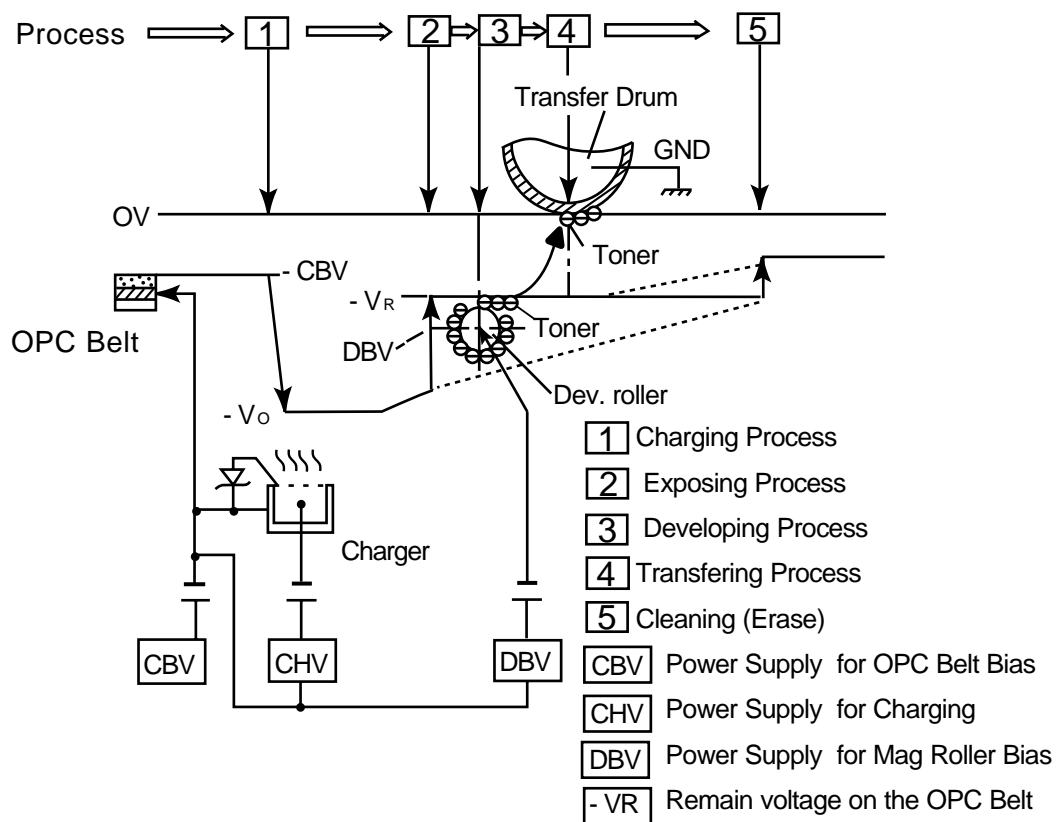 Process 1 2 3 4 5
Transfer Drum
GND
OV
Toner
- CBV
- VR
Toner
OPC Belt
DBV
Dev. roller
- VO
1 Charging Process
2 Exposing Process
3 Developing Process
Charger
4 Transfering Process
5 Cleaning (Erase)
CBV CHV DBV
CBV Power Supply for OPC Belt Bias
CHV Power Supply for Charging
DBV Power Supply for Mag Roller Bias
- VR Remain voltage on the OPC Belt